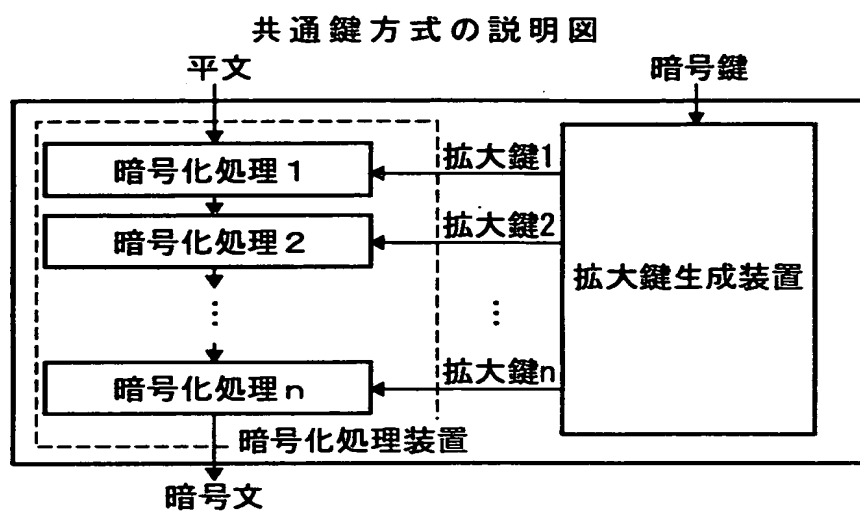 共通鍵方式の説明図
平文
暗号鍵
暗号化処理1
拡大鍵1
暗号化処理2
拡大鍵2
拡大鍵生成装置
⋮
⋮
暗号化処理n
拡大鍵n
暗号化処理装置
暗号文